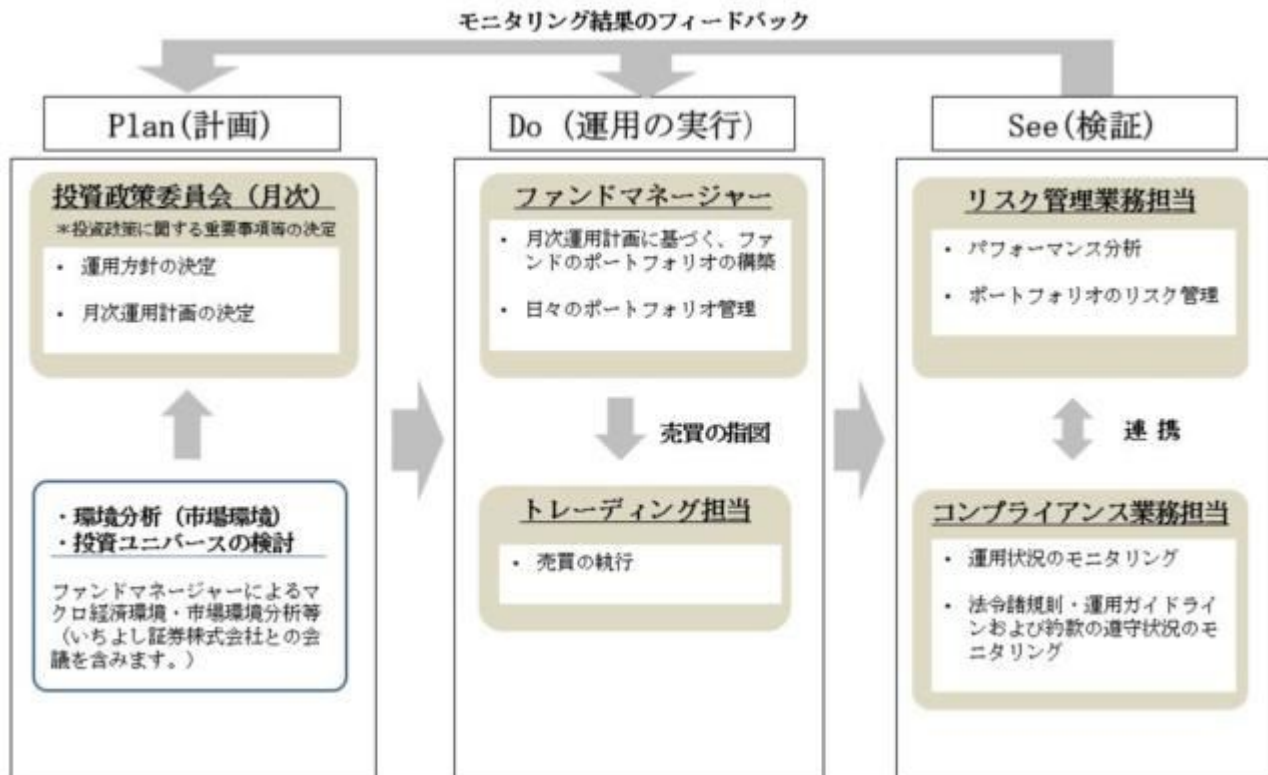 モニタリング結果のフィードバック
Plan(計画)
投資政策委員会（月次）
＊投資政策に関する重要事項等の決定
・ 運用方針の決定
・ 月次運用計画の決定
・環境分析（市場環境）
・投資ユニバースの検討
ファンドマネージャーによるマ
クロ経済環境・市場環境分析等
（いちよし証券株式会社との会
議を含みます。）
Do (運用の実行)
ファンドマネージャー
・ 月次運用計画に基づく、ファ
ンドのポートフォリオの構築
・ 日々のポートフォリオ管理
売買の指図
トレーディング担当
・ 売買の執行
See(検証)
リスク管理業務担当
・ パフォーマンス分析
・ ポートフォリオのリスク管理
連 携
コンプライアンス業務担当
・ 運用状況のモニタリング
・ 法令諸規則・運用ガイドライ
ンおよび約款の遵守状況のモ
ニタリング